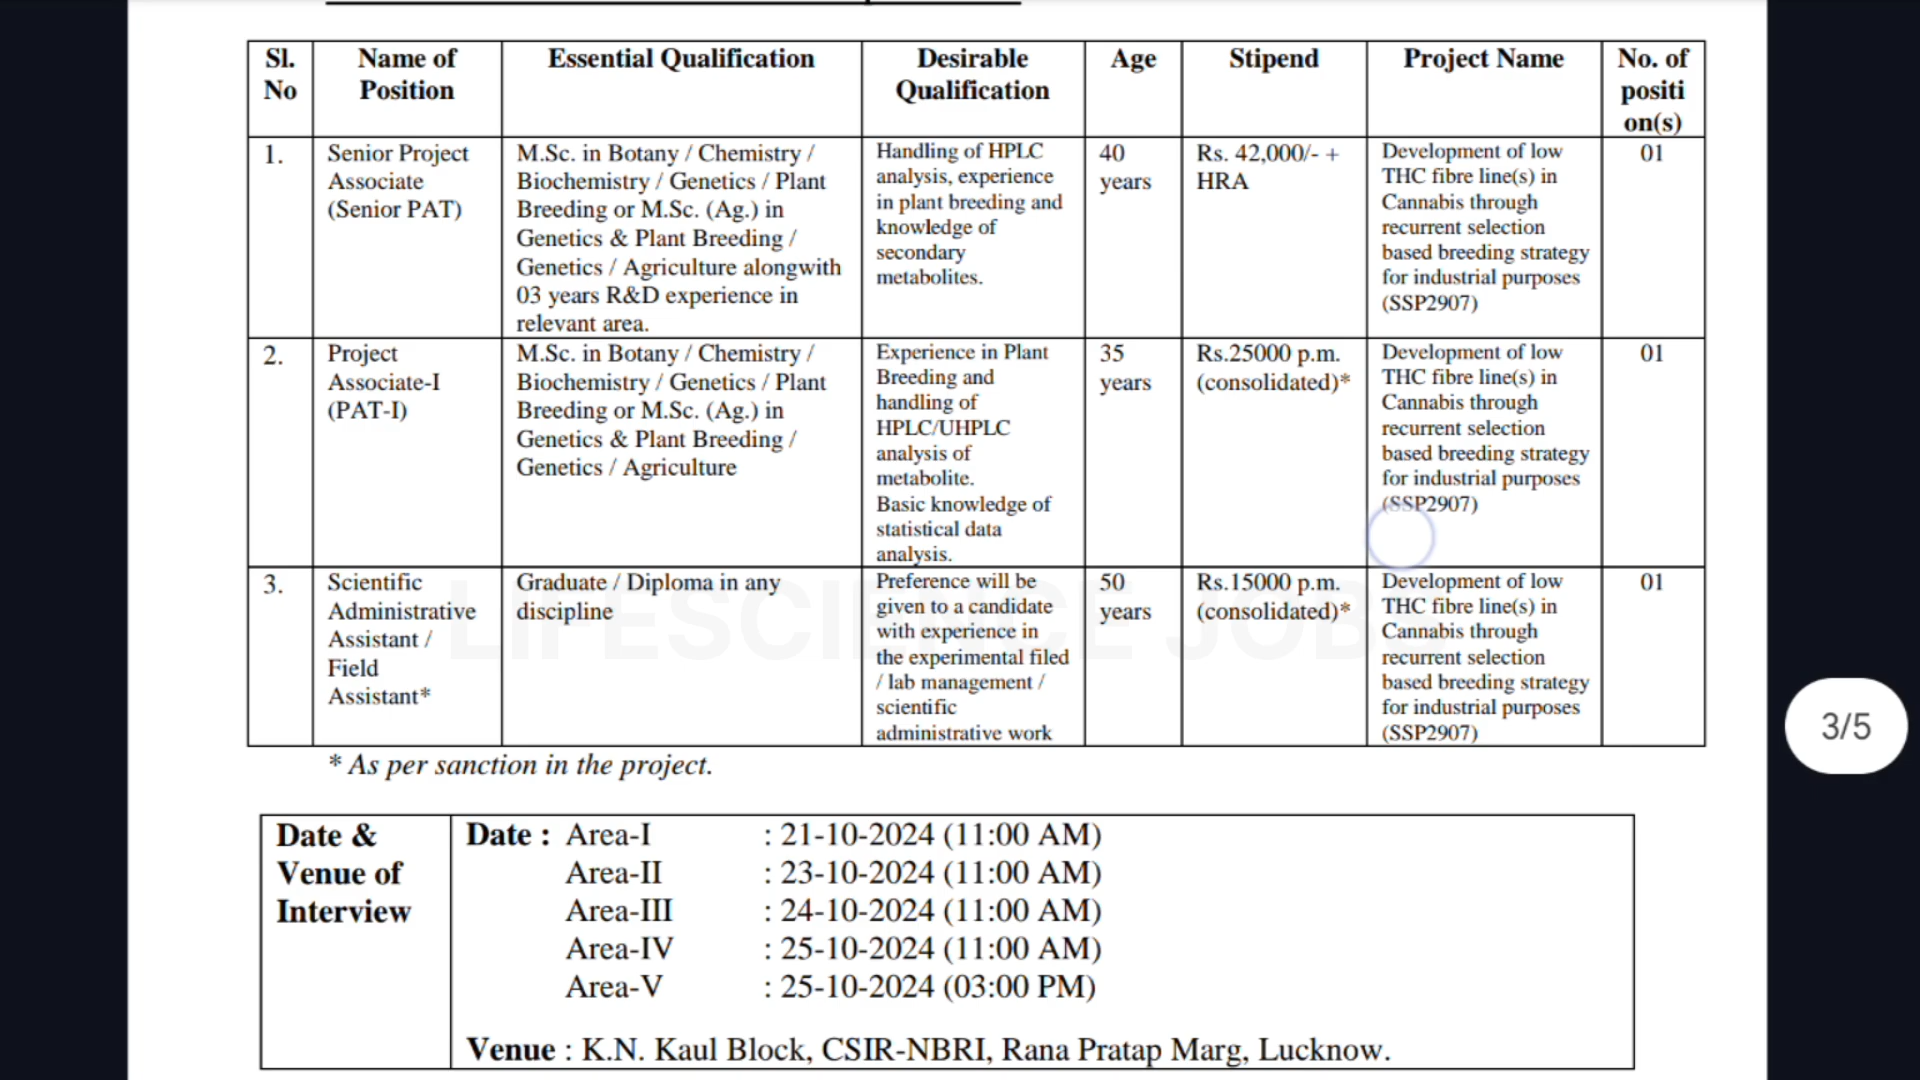 Sl. No
Name of Position
Essential Qualification
Desirable Qualification
Age
Stipend
Project Name
No. of positi on(s)
1.
Senior Project
Associate
(Senior PAT)
M.Sc. in Botany / Chemistry /
Biochemistry / Genetics / Plant
Breeding or M.Sc. (Ag.) in
Genetics & Plant Breeding /
Genetics / Agriculture alongwith
03 years R&D experience in
relevant area.
Handling of HPLC
analysis, experience
in plant breeding and
knowledge of
secondary
metabolites.
40
years
Rs. 42,000/- +
HRA
Development of low
THC fibre line(s) in
Cannabis through
recurrent selection
based breeding strategy
for industrial purposes
(SSP2907)
01
2.
Project
Associate-I
(PAT-I)
M.Sc. in Botany / Chemistry /
Biochemistry / Genetics / Plant
Breeding or M.Sc. (Ag.) in
Genetics & Plant Breeding /
Genetics / Agriculture
Experience in Plant
Breeding and
handling of
HPLC/UHPLC
analysis of
metabolite.
Basic knowledge of
statistical data
analysis.
35
years
Rs.25000 p.m.
(consolidated)*
Development of low
THC fibre line(s) in
Cannabis through
recurrent selection
based breeding strategy
for industrial purposes
(SSP2907)
01
3.
Scientific
Administrative
Assistant /
Field
Assistant*
Graduate / Diploma in any
discipline
Preference will be
given to a candidate
with experience in
the experimental filed
/ lab management /
scientific
administrative work
50
years
Rs.15000 p.m.
(consolidated)*
Development of low
THC fibre line(s) in
Cannabis through
recurrent selection
based breeding strategy
for industrial purposes
(SSP2907)
01
LIFESCIENCE JOBS
* As per sanction in the project.
3/5
Date &
Venue of
Interview
Date : Area-I : 21-10-2024 (11:00 AM)
Area-II : 23-10-2024 (11:00 AM)
Area-III : 24-10-2024 (11:00 AM)
Area-IV : 25-10-2024 (11:00 AM)
Area-V : 25-10-2024 (03:00 PM)
Venue : K.N. Kaul Block, CSIR-NBRI, Rana Pratap Marg, Lucknow.